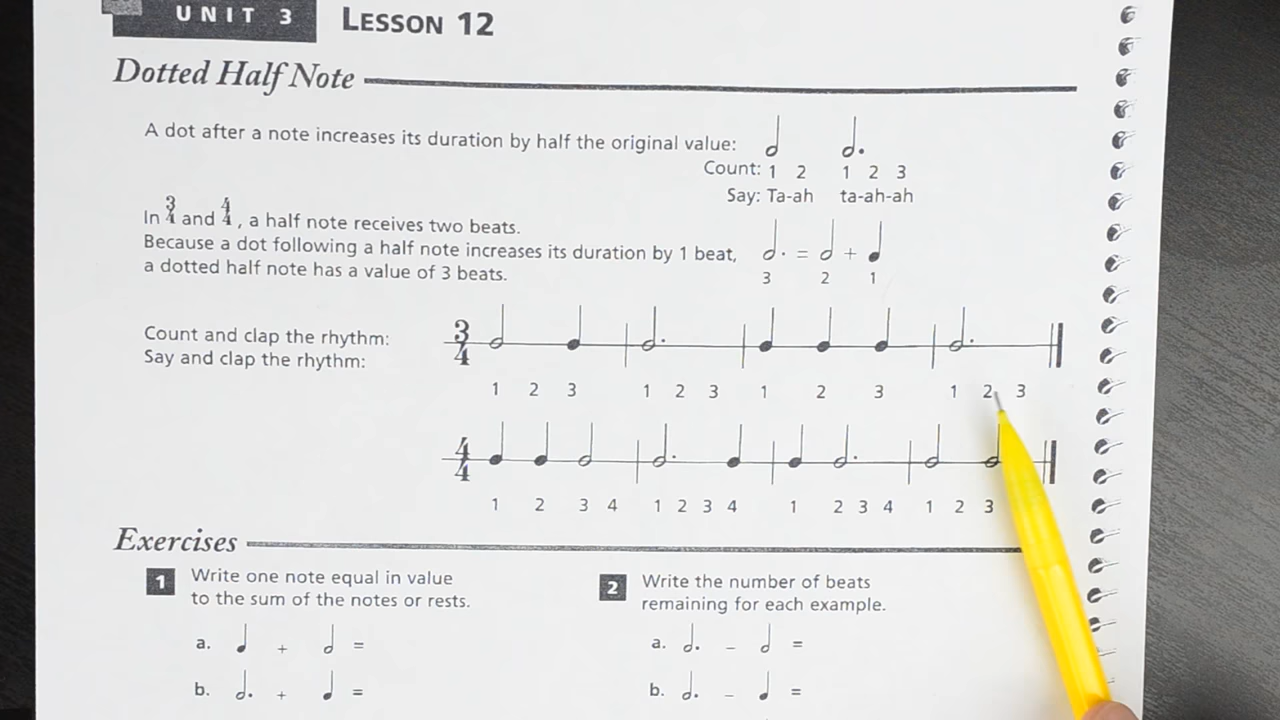 UNIT 3 LESSON 12
Dotted Half Note
A dot after a note increases its duration by half the original value:
Count: 1 2 1 2 3
Say: Ta-ah ta-ah-ah
In 3/4 and 4/4, a half note receives two beats.
Because a dot following a half note increases its duration by 1 beat,
a dotted half note has a value of 3 beats.
= +
3 2 1
Count and clap the rhythm:
Say and clap the rhythm:
3
4
1 2 3 1 2 3 1 2 3 1 2 3
4
4
1 2 3 4 1 2 3 4 1 2 3 4 1 2 3
Exercises
1 Write one note equal in value
to the sum of the notes or rests.
a. + =
b. + =
2 Write the number of beats
remaining for each example.
a. – =
b. – =